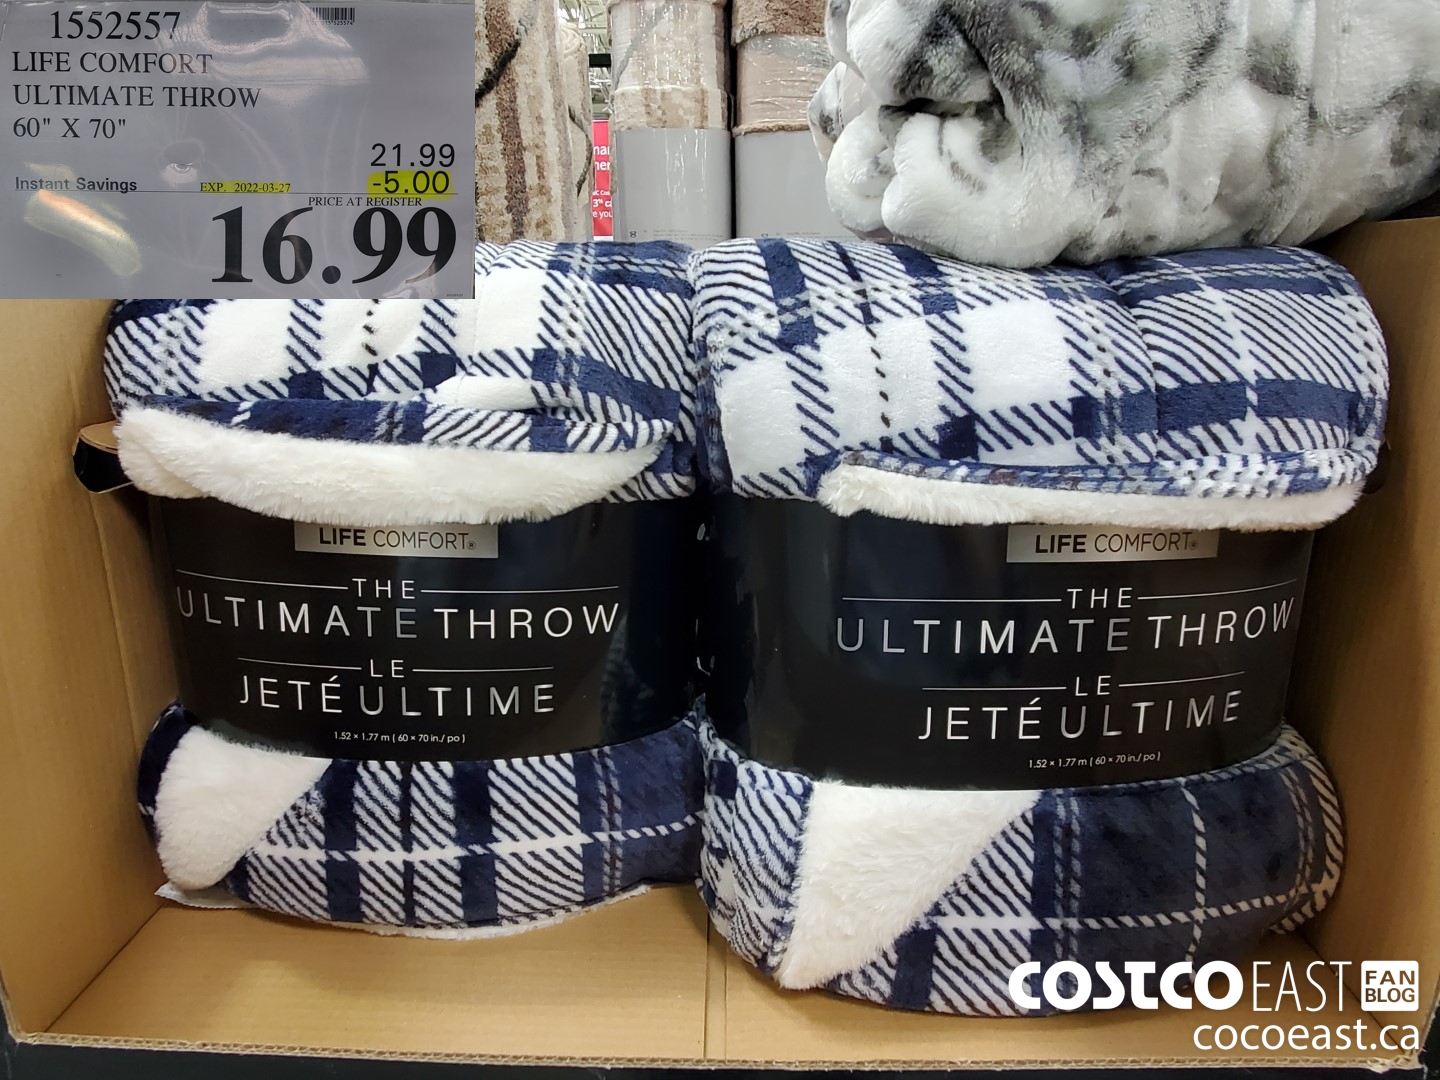 1552557
LIFE COMFORT
ULTIMATE THROW
60" X 70"
21.99
Instant Savings EXP. 2022-03-27 -5.00
PRICE AT REGISTER
16.99
LIFE COMFORT®
THE
ULTIMATE THROW
LE
JETÉ ULTIME
1.52 × 1.77 m ( 60 × 70 in./ po )
LIFE COMFORT®
THE
ULTIMATE THROW
LE
JETÉ ULTIME
1.52 × 1.77 m ( 60 × 70 in./ po )
COSTCO EAST FAN BLOG
cocoeast.ca